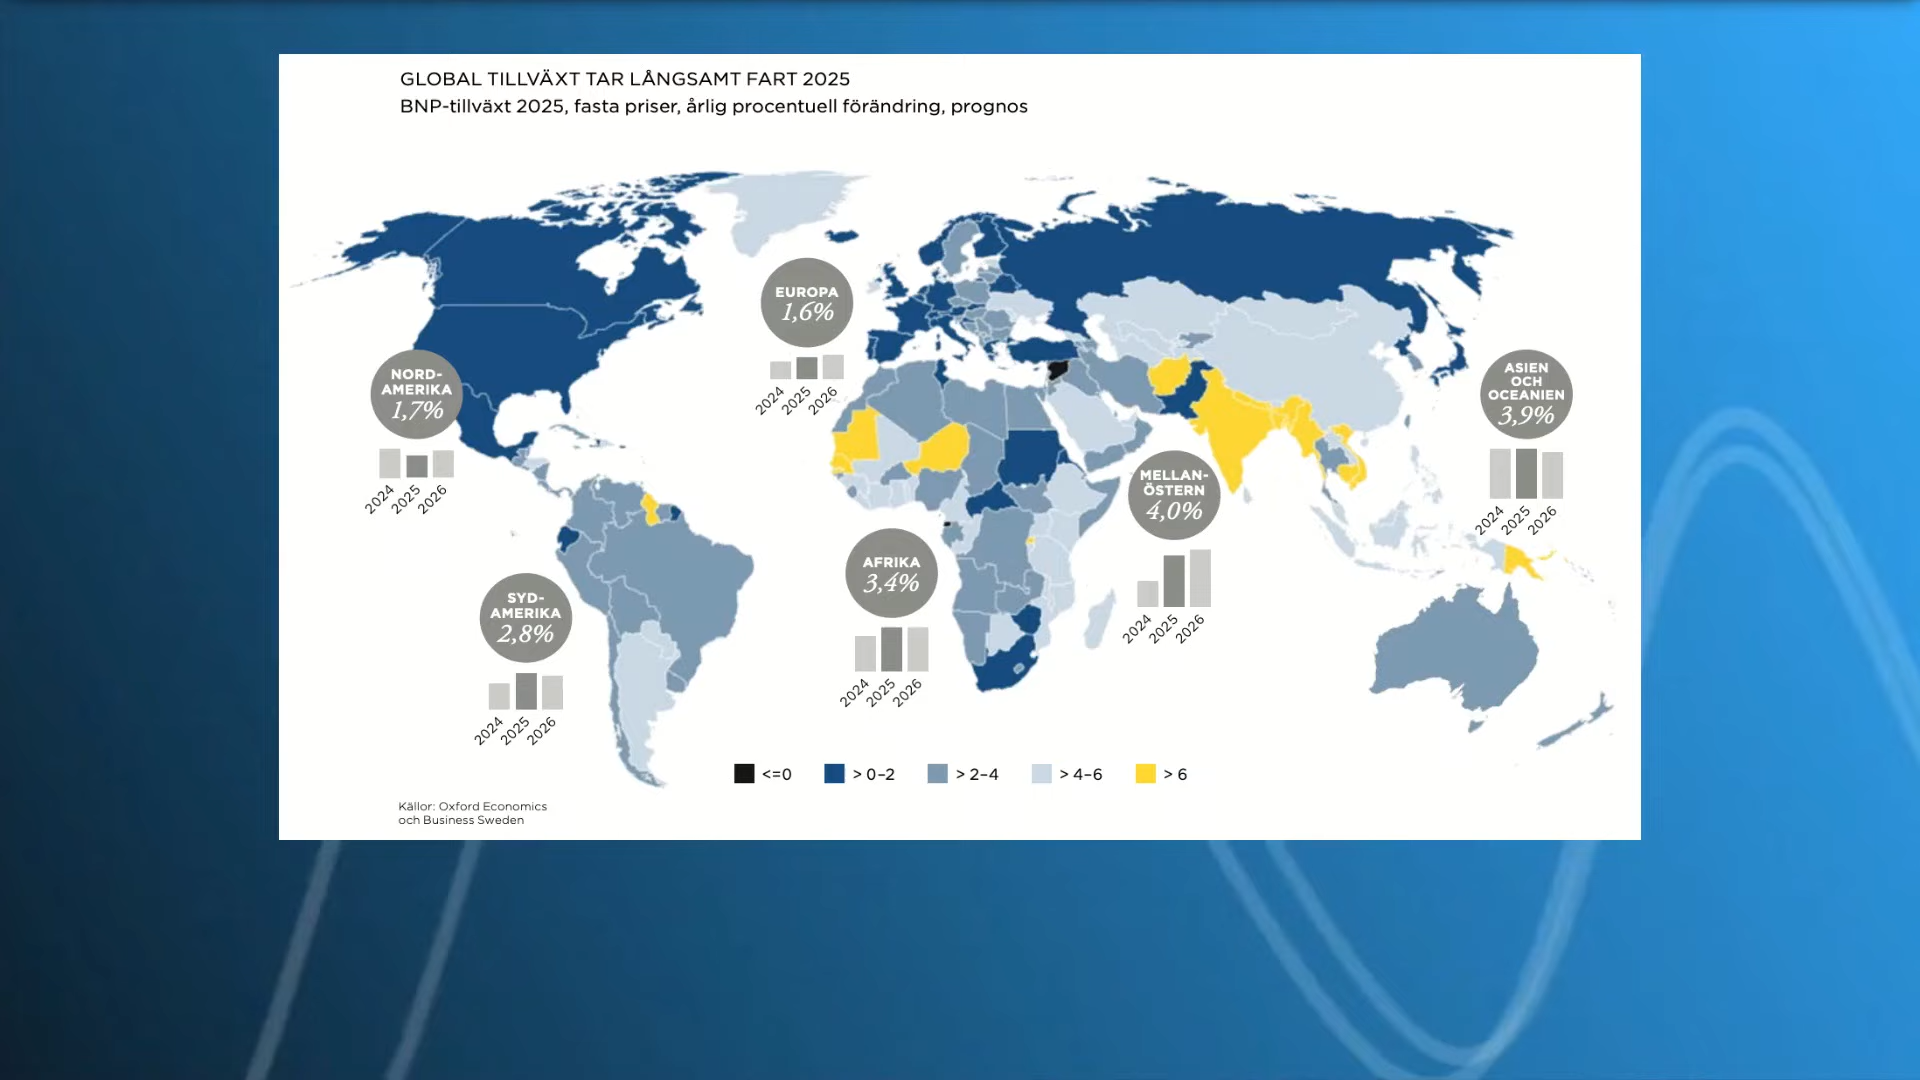 GLOBAL TILLVÄXT TAR LÅNGSAMT FART 2025
BNP-tillväxt 2025, fasta priser, årlig procentuell förändring, prognos
EUROPA
1,6%
2024 2025 2026
NORD-
AMERIKA
1,7%
2024 2025 2026
ASIEN
OCH
OCEANIEN
3,9%
2024 2025 2026
MELLAN-
ÖSTERN
4,0%
2024 2025 2026
AFRIKA
3,4%
2024 2025 2026
SYD-
AMERIKA
2,8%
2024 2025 2026
<=0 > 0–2 > 2–4 > 4–6 > 6
Källor: Oxford Economics
och Business Sweden